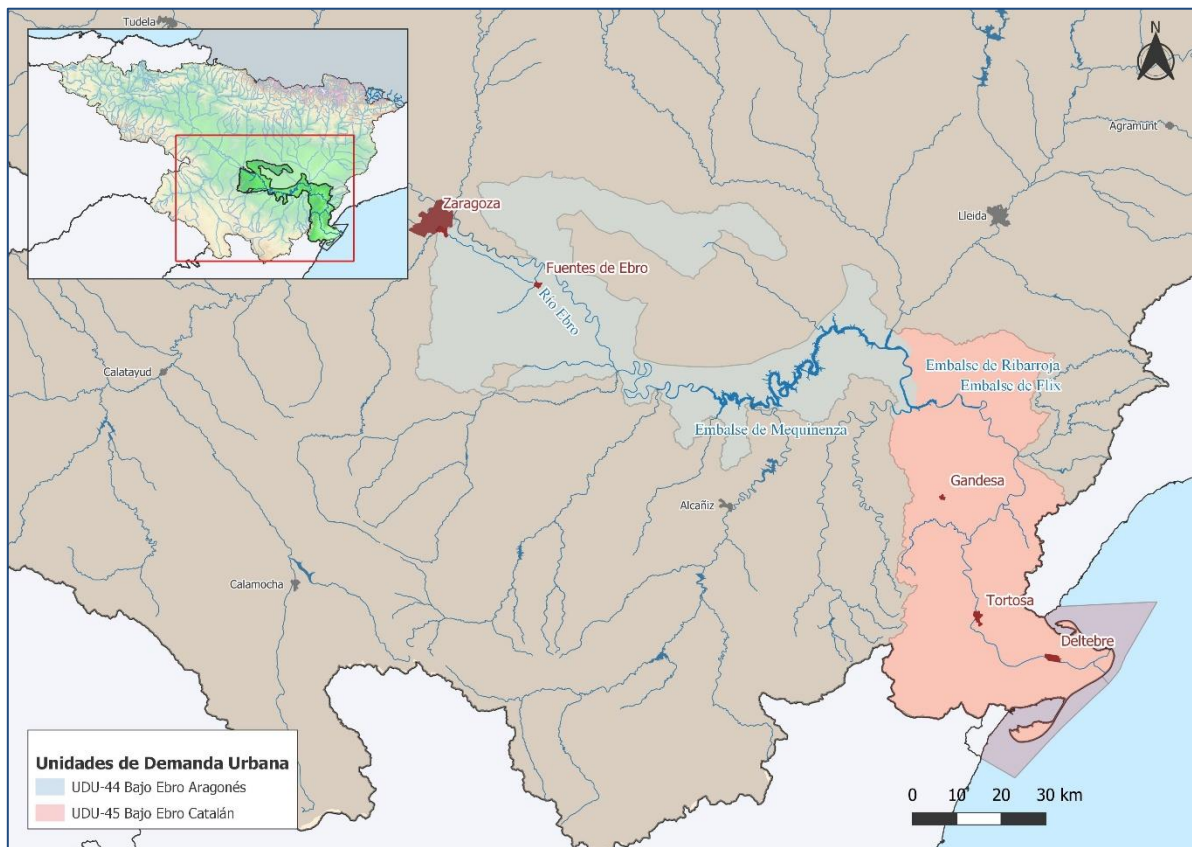 Tudela
N
Agramunt
Zaragoza
Lleida
Fuentes de Ebro
Río Ebro
Calatayud
Embalse de Ribarroja
Embalse de Flix
Embalse de Mequinenza
Gandesa
Alcañiz
Calamocha
Tortosa
Deltebre
Unidades de Demanda Urbana
UDU-44 Bajo Ebro Aragonés
UDU-45 Bajo Ebro Catalán
0 10 20 30 km